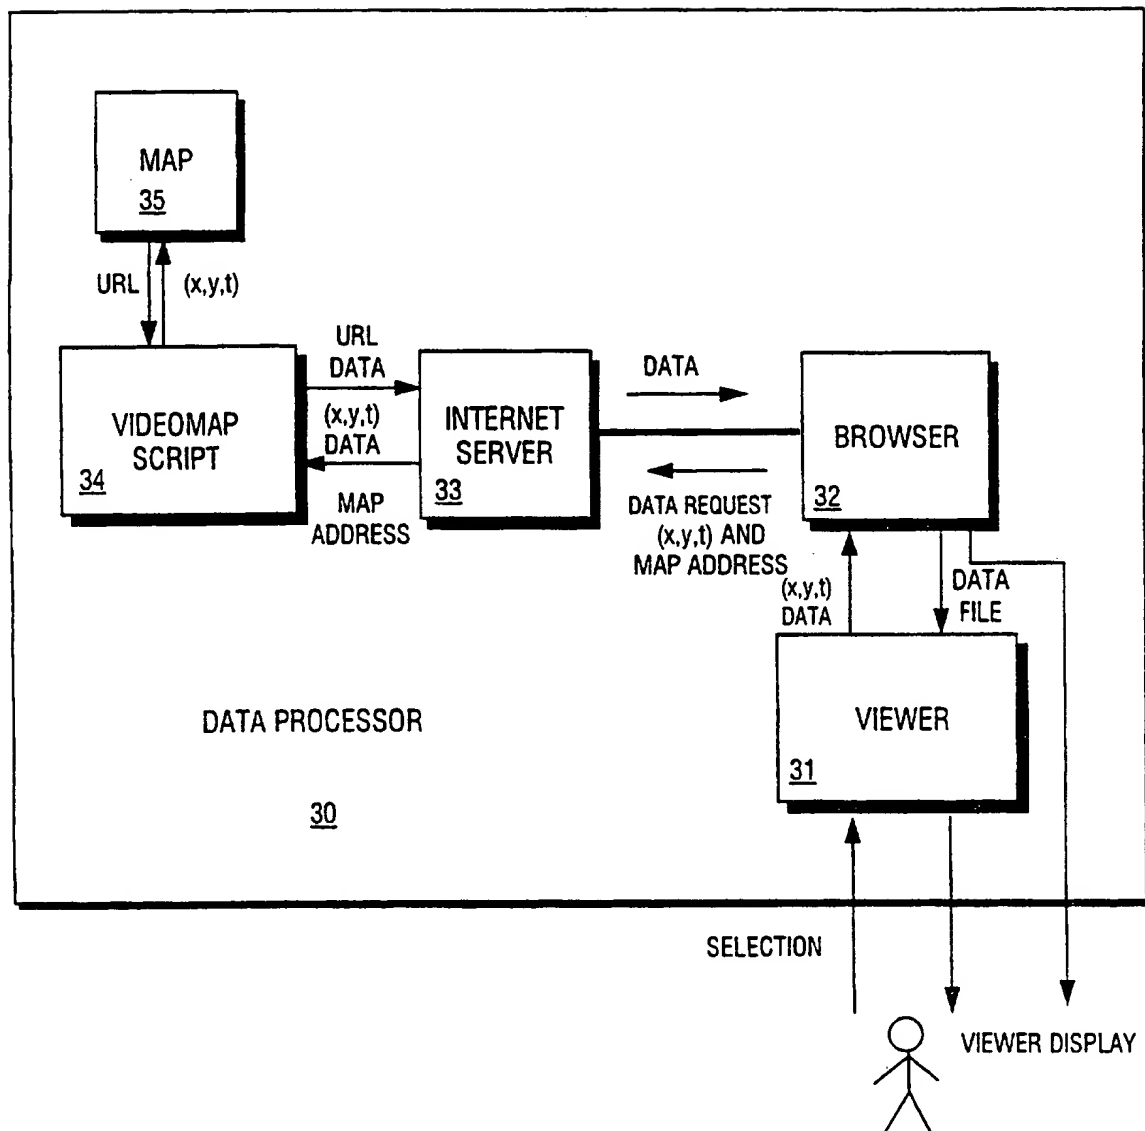 MAP
35
URL
(x,y,t)
URL
DATA
(x,y,t)
DATA
MAP
ADDRESS
VIDEOMAP
SCRIPT
34
INTERNET
SERVER
33
DATA
DATA REQUEST
(x,y,t) AND
MAP ADDRESS
BROWSER
32
(x,y,t)
DATA
DATA
FILE
VIEWER
31
DATA PROCESSOR
30
SELECTION
VIEWER DISPLAY